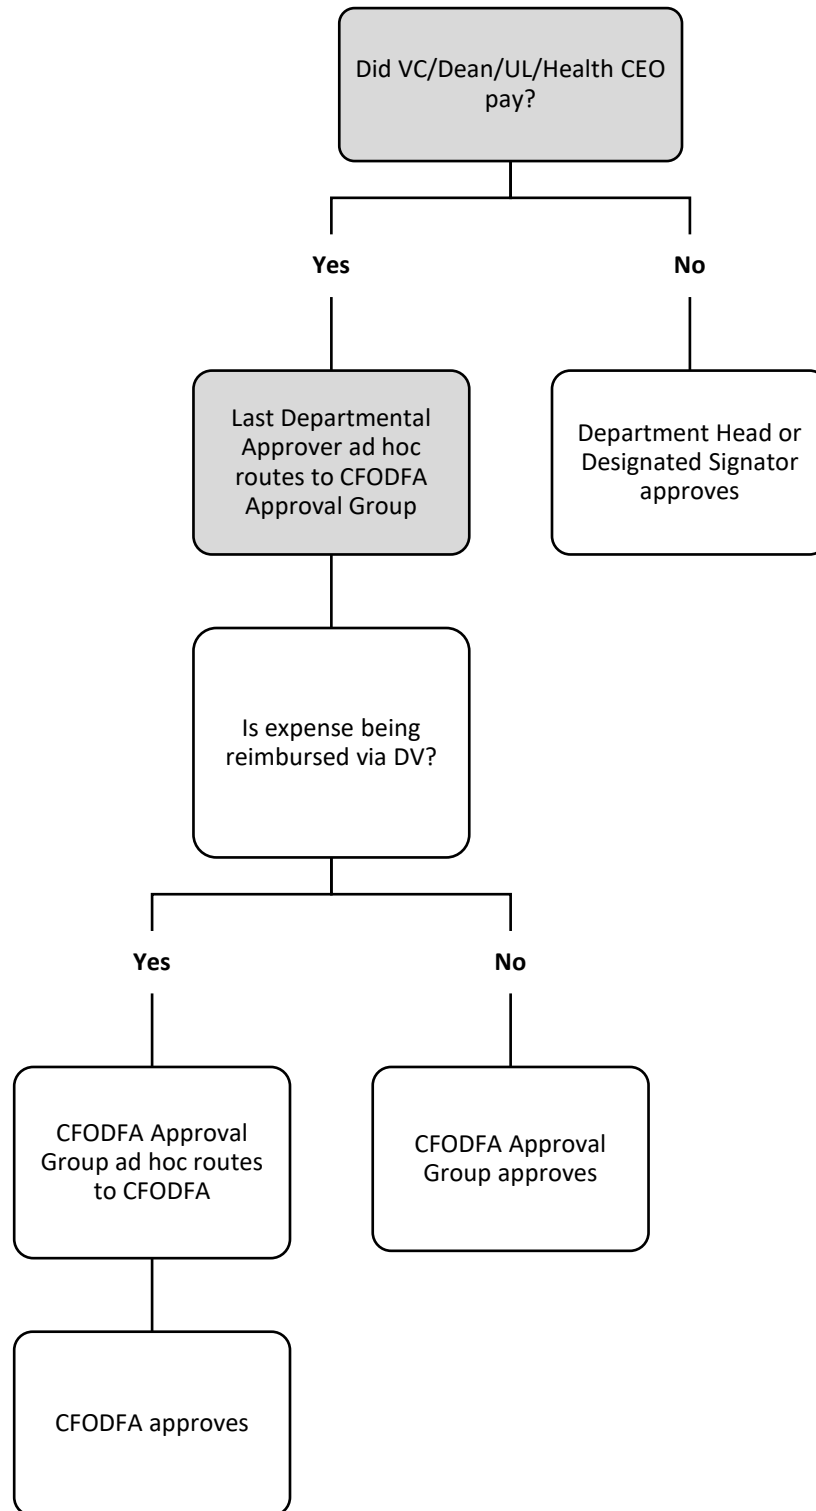 Did VC/Dean/UL/Health CEO
pay?
Yes
No
Last Departmental
Approver ad hoc
routes to CFODFA
Approval Group
Department Head or
Designated Signator
approves
Is expense being
reimbursed via DV?
Yes
No
CFODFA Approval
Group ad hoc routes
to CFODFA
CFODFA Approval
Group approves
CFODFA approves